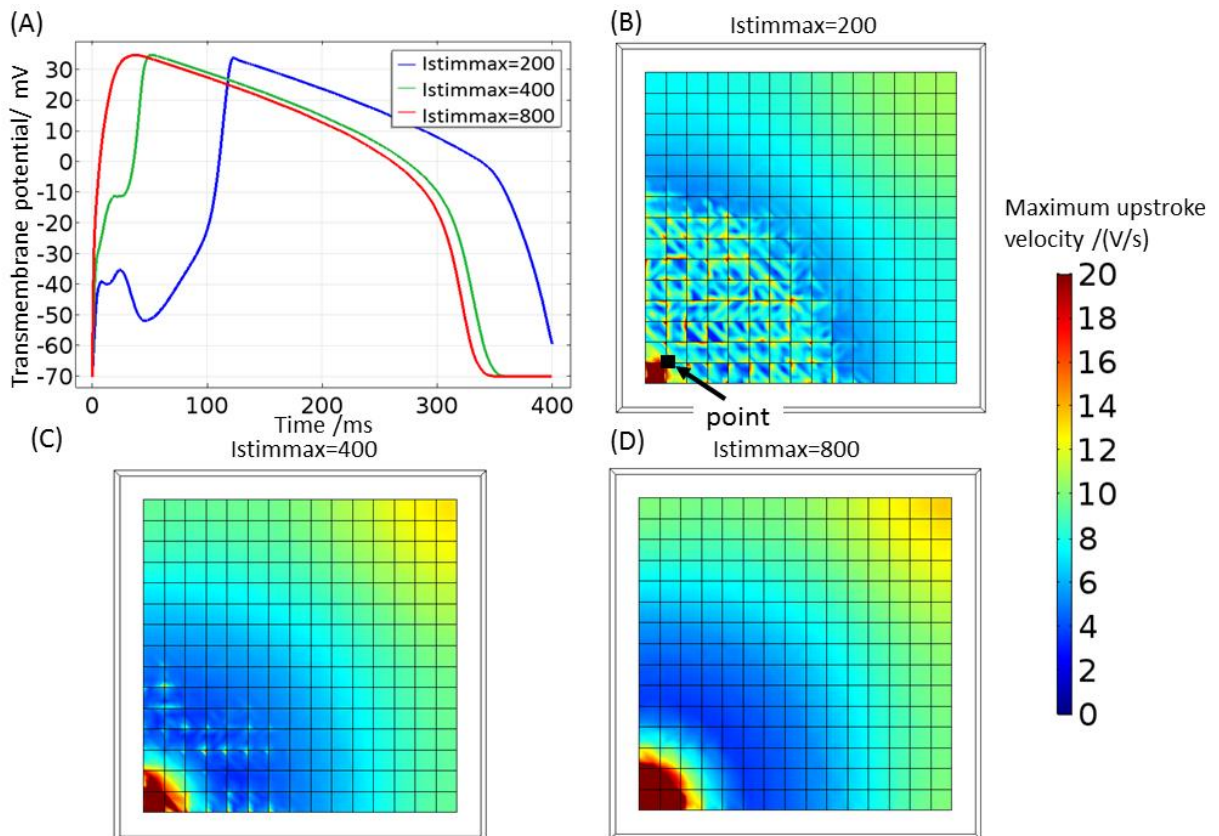 (A)
Transmembrane potential/ mV
30
20
10
0
-10
-20
-30
-40
-50
-60
-70
Istimmax=200
Istimmax=400
Istimmax=800
0
100
200
300
400
Time /ms
(B)
Istimmax=200
point
Maximum upstroke
velocity /(V/s)
20
18
16
14
12
10
8
6
4
2
0
(C)
Istimmax=400
(D)
Istimmax=800